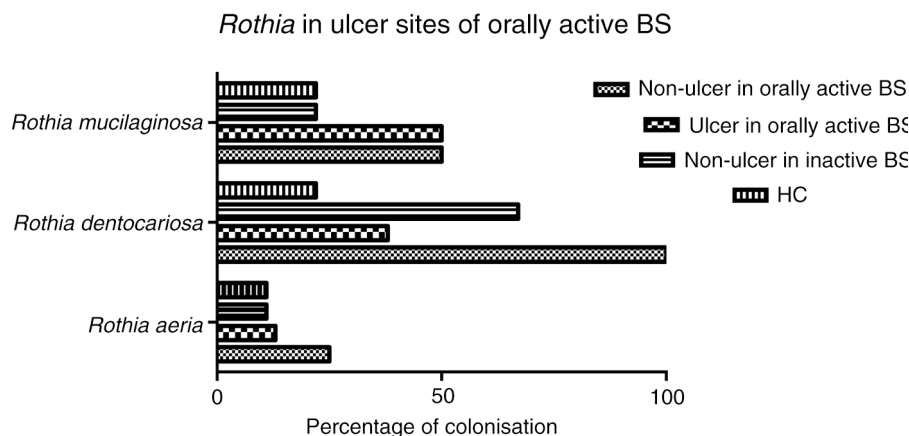 Rothia in ulcer sites of orally active BS
Rothia mucilaginosa
Rothia dentocariosa
Rothia aeria
0
50
100
Percentage of colonisation
Non-ulcer in orally active BS
Ulcer in orally active BS
Non-ulcer in inactive BS
HC